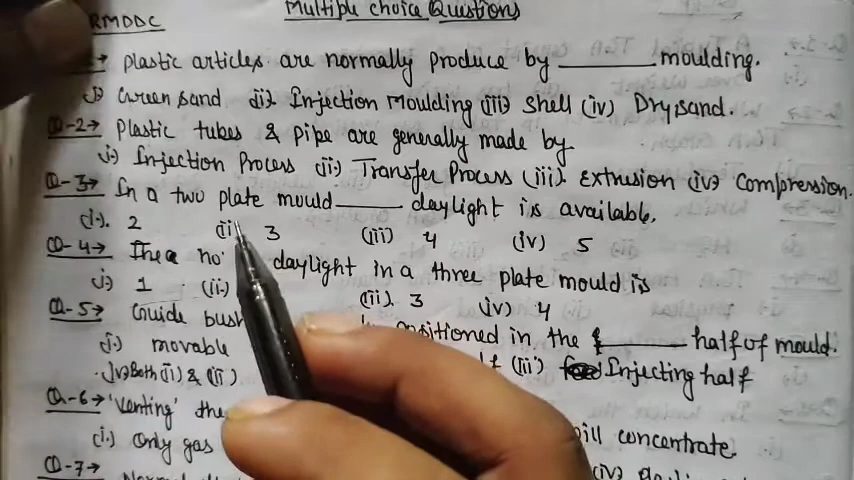 Multiple choice Questions
RMDDC
Plastic articles are normally produce by ______ moulding.
(i) Green sand (ii) Injection Moulding (iii) Shell (iv) Dry sand.
Q-2→ Plastic tubes & pipe are generally made by
(i) Injection Process (ii) Transfer Process (iii) Extrusion (iv) Compression.
Q-3→ In a two plate mould ______ daylight is available.
(i). 2 (ii) 3 (iii) 4 (iv) 5
Q-4→ The no. daylight in a three plate mould is
(i) 1 (ii) (iii) 3 (iv) 4
Q-5→ Guide bush positioned in the ______ half of mould.
(i) movable (iii) Injecting half
(iv) Both (i) & (ii)
Q-6→ 'Venting' the will concentrate.
(i.) Only gas (iv)
Q-7→